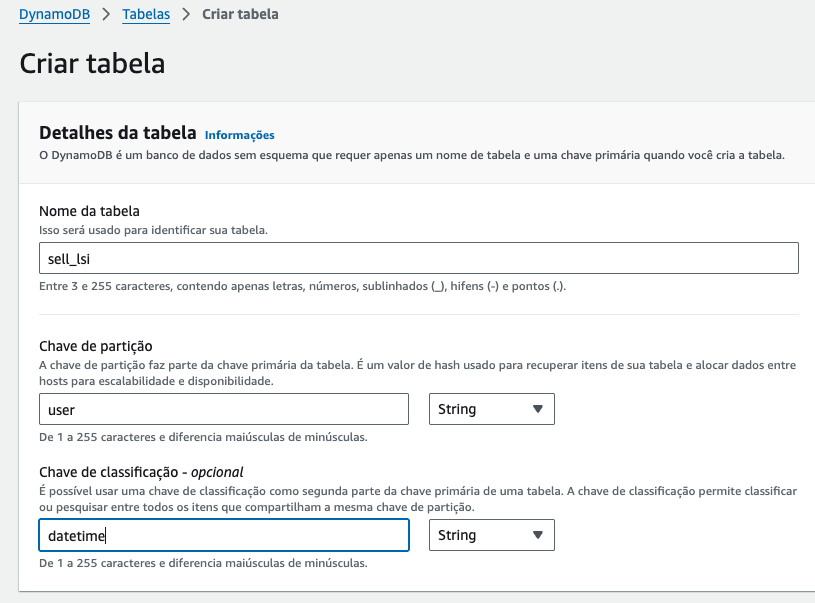 DynamoDB > Tabelas > Criar tabela
Criar tabela
Detalhes da tabela Informações
O DynamoDB é um banco de dados sem esquema que requer apenas um nome de tabela e uma chave primária quando você cria a tabela.
Nome da tabela
Isso será usado para identificar sua tabela.
sell_lsi
Entre 3 e 255 caracteres, contendo apenas letras, números, sublinhados (_), hifens (-) e pontos (.).
Chave de partição
A chave de partição faz parte da chave primária da tabela. É um valor de hash usado para recuperar itens de sua tabela e alocar dados entre
hosts para escalabilidade e disponibilidade.
user String
De 1 a 255 caracteres e diferencia maiúsculas de minúsculas.
Chave de classificação - opcional
É possível usar uma chave de classificação como segunda parte da chave primária de uma tabela. A chave de classificação permite classificar
ou pesquisar entre todos os itens que compartilham a mesma chave de partição.
datetime String
De 1 a 255 caracteres e diferencia maiúsculas de minúsculas.